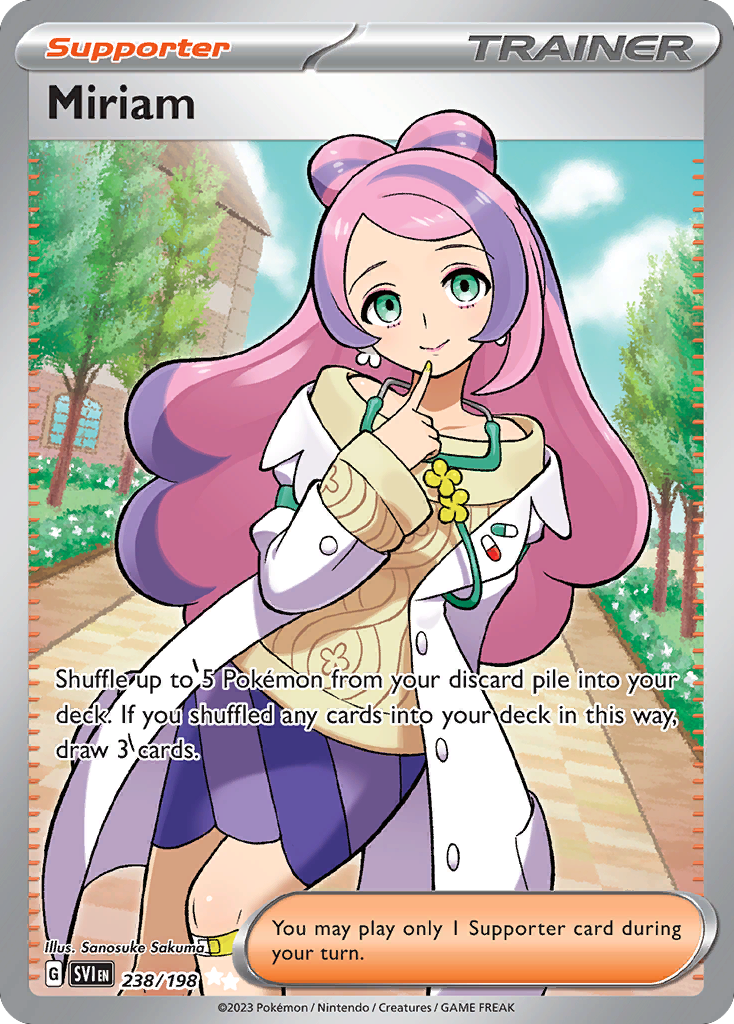 Supporter
TRAINER
Miriam
Shuffle up to 5 Pokémon from your discard pile into your
deck. If you shuffled any cards into your deck in this way,
draw 3 cards.
You may play only 1 Supporter card during
your turn.
Illus. Sanosuke Sakuma
G SVI EN 238/198
©2023 Pokémon / Nintendo / Creatures / GAME FREAK